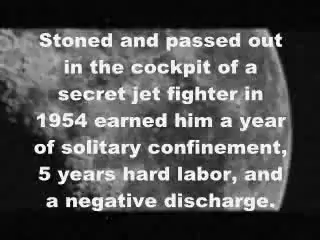 Stoned and passed out
in the cockpit of a
secret jet fighter in
1954 earned him a year
of solitary confinement,
5 years hard labor, and
a negative discharge.